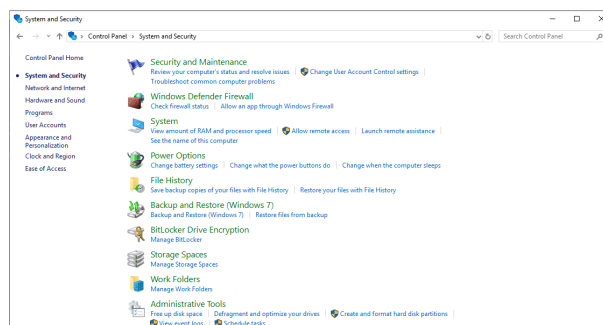 System and Security
Control Panel > System and Security
Search Control Panel
Control Panel Home
System and Security
Network and Internet
Hardware and Sound
Programs
User Accounts
Appearance and
Personalization
Clock and Region
Ease of Access
Security and Maintenance
Review your computer's status and resolve issues | Change User Account Control settings |
Troubleshoot common computer problems
Windows Defender Firewall
Check firewall status | Allow an app through Windows Firewall
System
View amount of RAM and processor speed | Allow remote access | Launch remote assistance |
See the name of this computer
Power Options
Change battery settings | Change what the power buttons do | Change when the computer sleeps
File History
Save backup copies of your files with File History | Restore your files with File History
Backup and Restore (Windows 7)
Backup and Restore (Windows 7) | Restore files from backup
BitLocker Drive Encryption
Manage BitLocker
Storage Spaces
Manage Storage Spaces
Work Folders
Manage Work Folders
Administrative Tools
Free up disk space | Defragment and optimize your drives | Create and format hard disk partitions |
View event logs | Schedule tasks